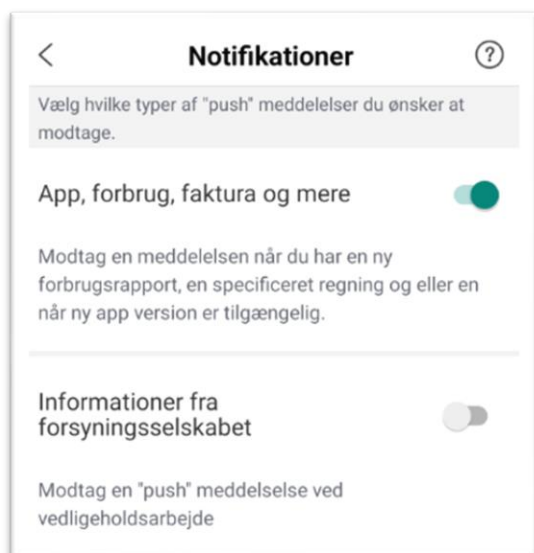 Notifikationer
Vælg hvilke typer af "push" meddelelser du ønsker at
modtage.
App, forbrug, faktura og mere
Modtag en meddelelsen når du har en ny
forbrugsrapport, en specificeret regning og eller en
når ny app version er tilgængelig.
Informationer fra
forsyningsselskabet
Modtag en "push" meddelselse ved
vedligeholdsarbejde